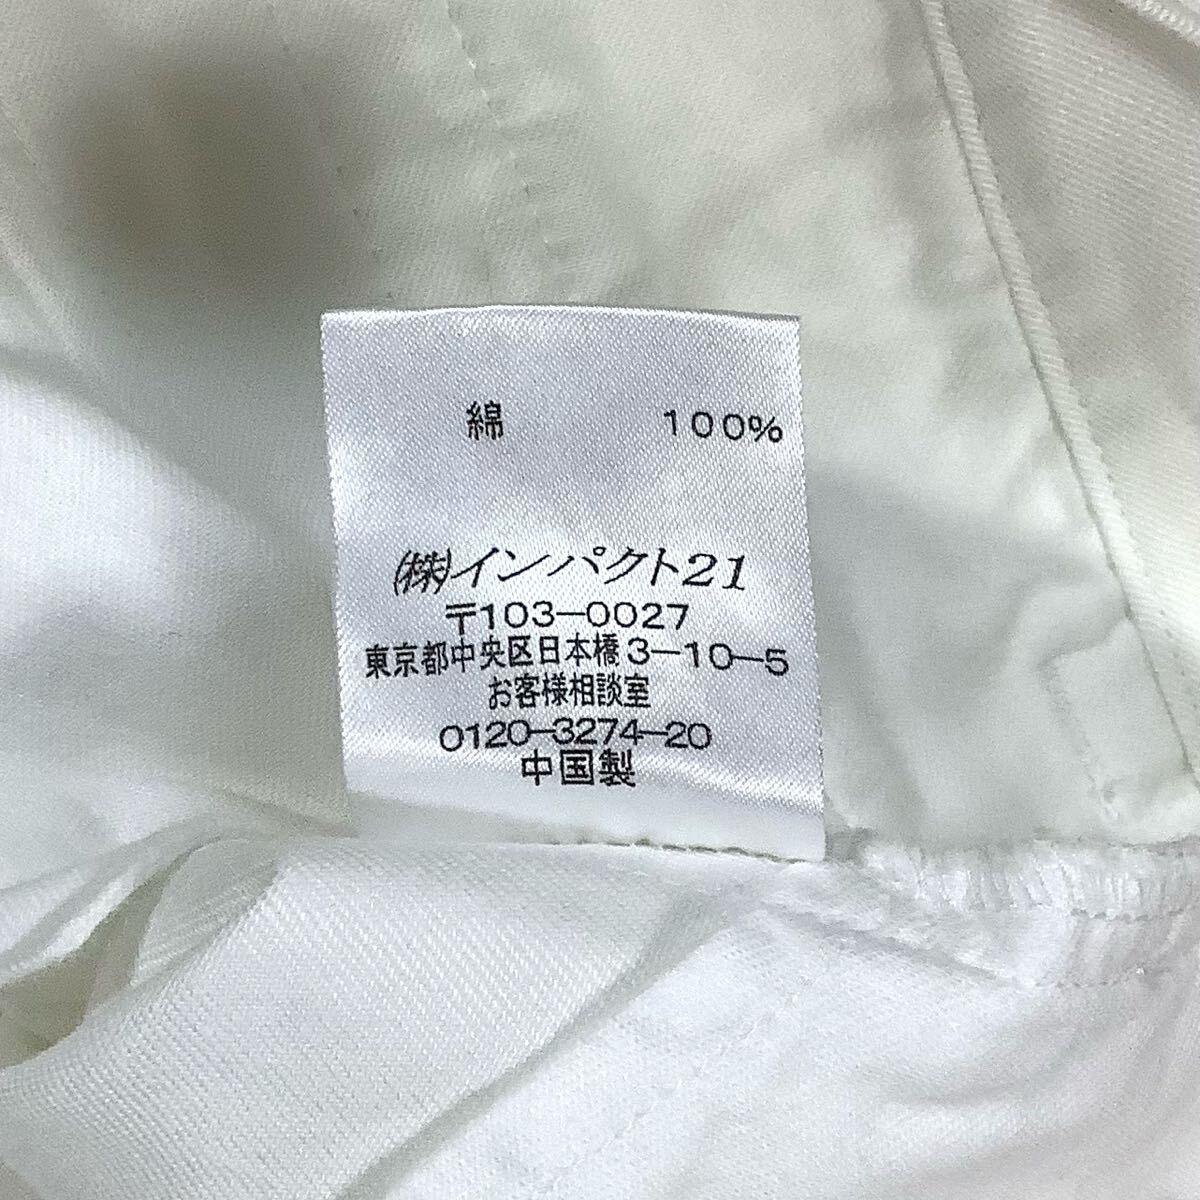 綿 100%
(株)インパクト21
〒103-0027
東京都中央区日本橋3-10-5
お客様相談室
0120-3274-20
中国製